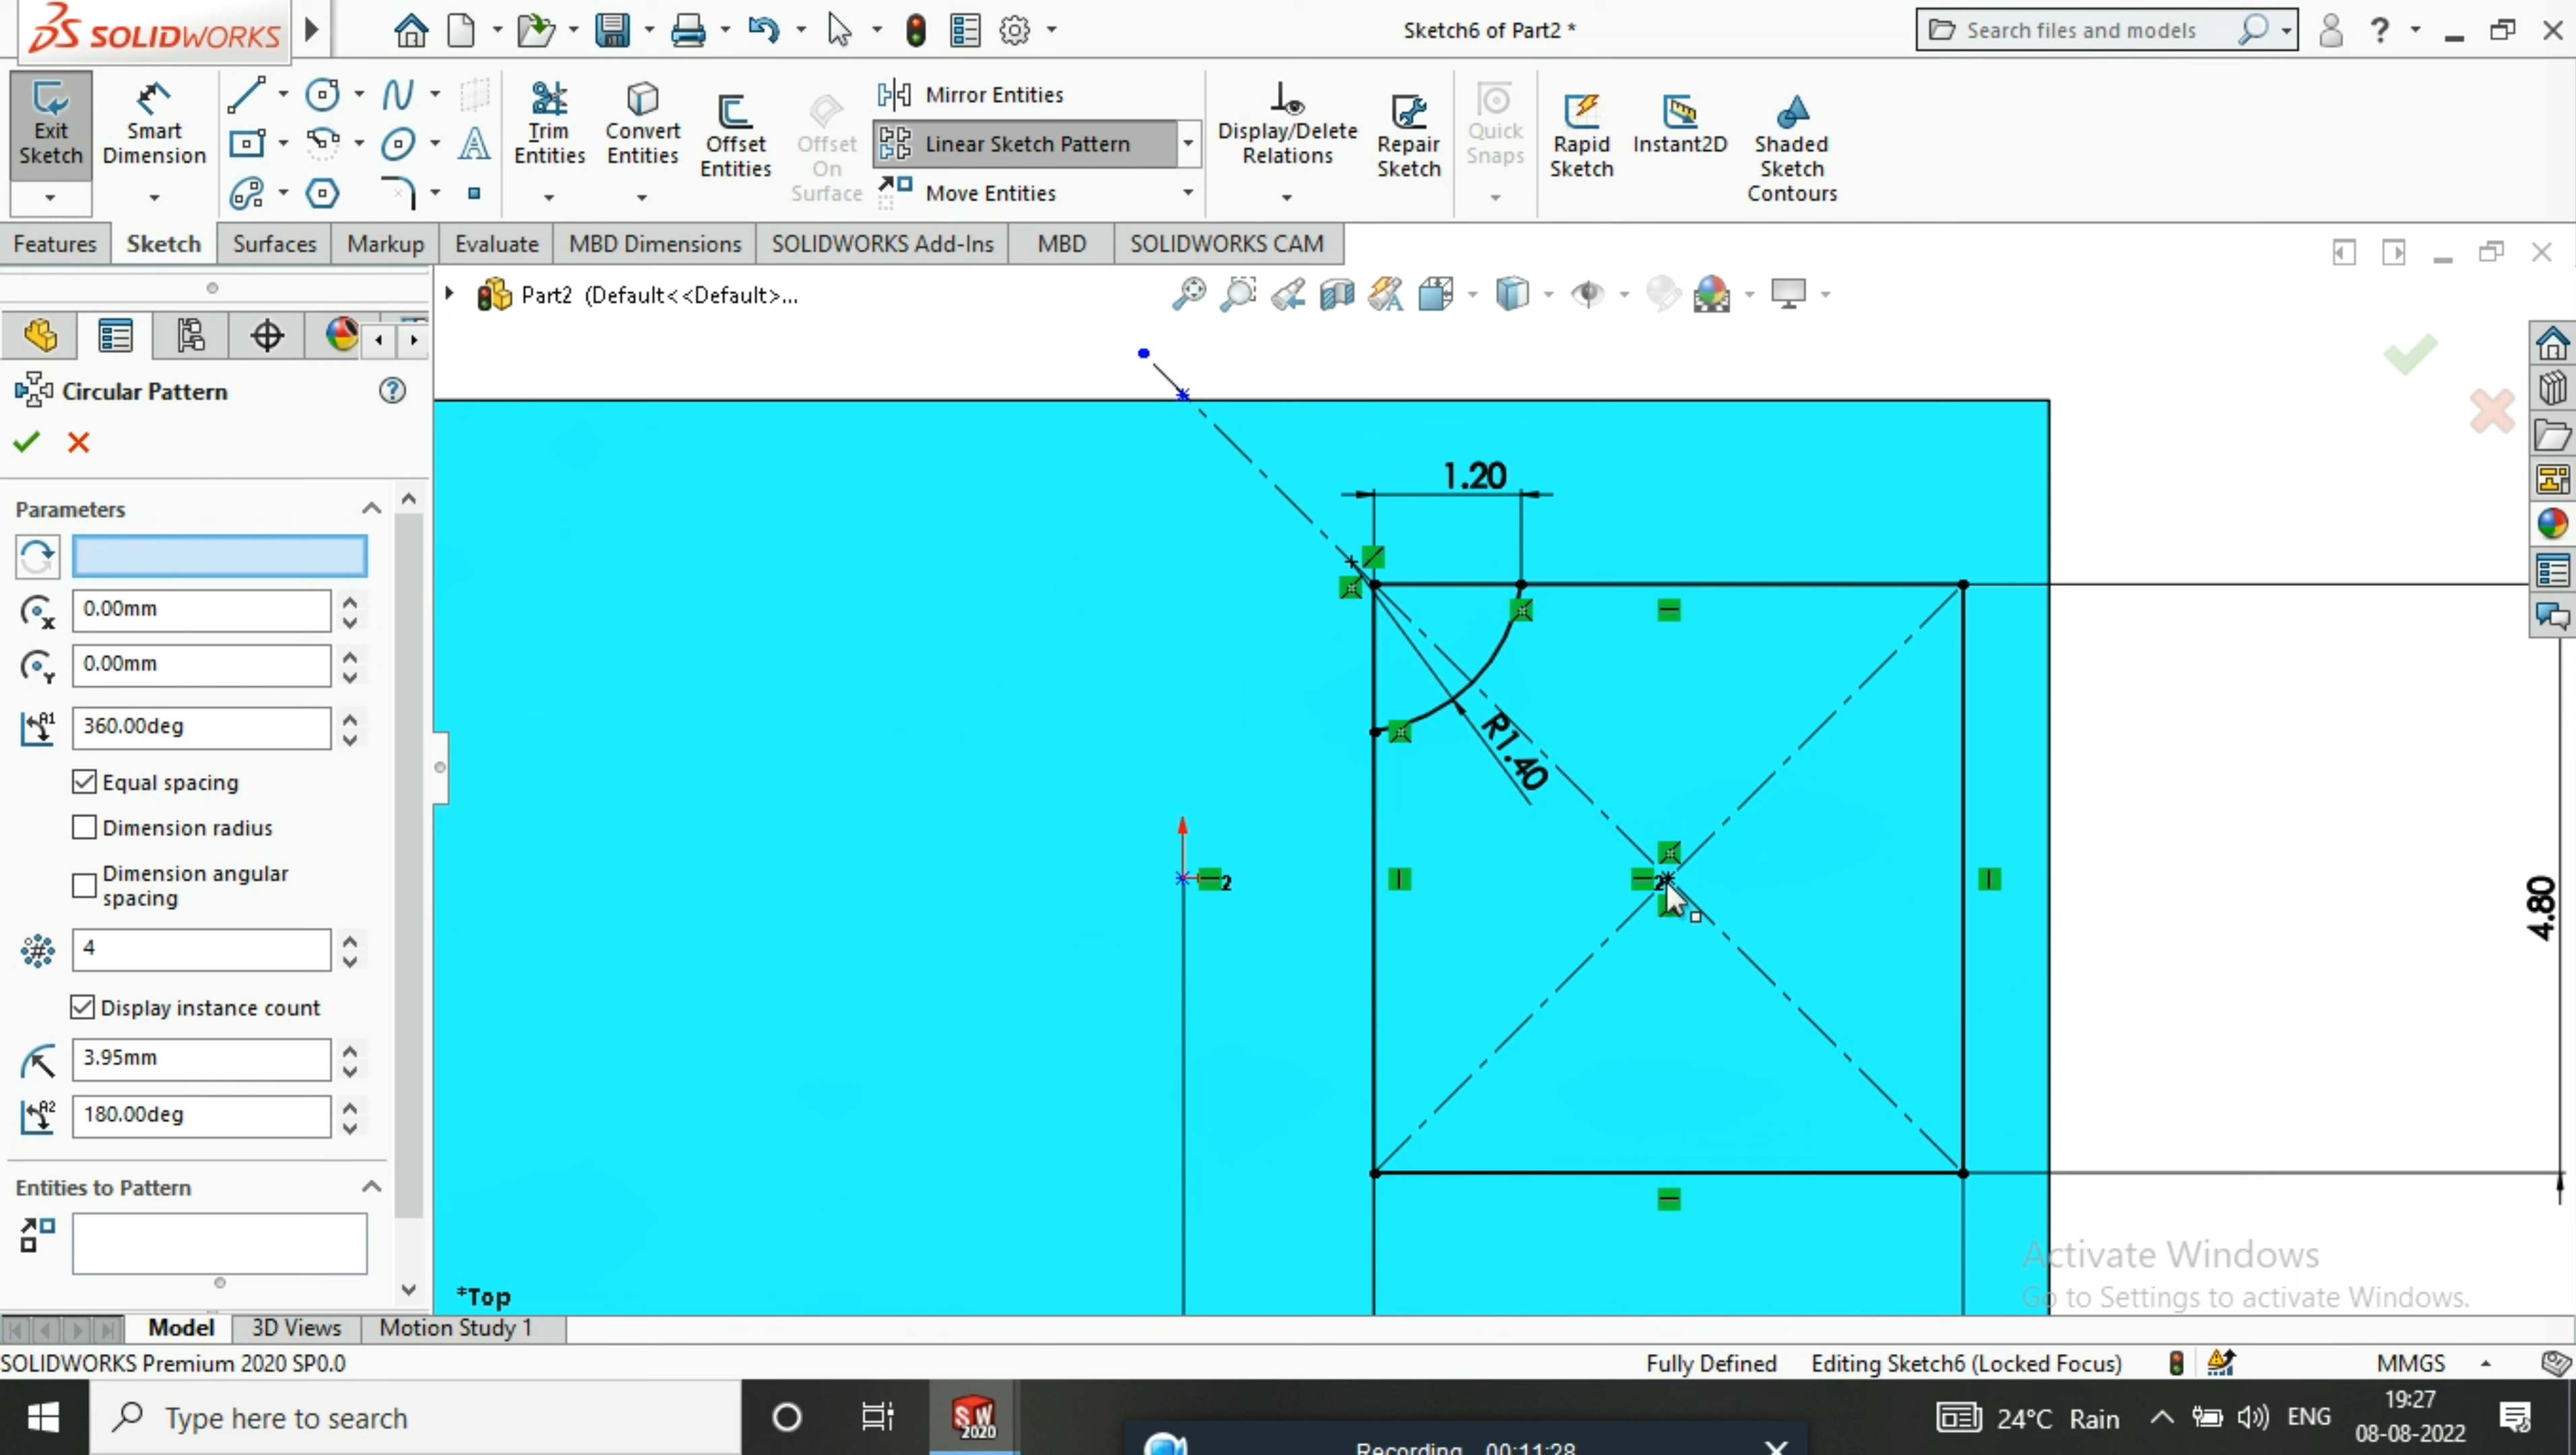 SOLIDWORKS
Sketch6 of Part2 *
Search files and models
?
Exit Sketch
Smart Dimension
Trim Entities
Convert Entities
Offset Entities
Offset On Surface
Mirror Entities
Linear Sketch Pattern
Move Entities
Display/Delete Relations
Repair Sketch
Quick Snaps
Rapid Sketch
Instant2D
Shaded Sketch Contours
Features
Sketch
Surfaces
Markup
Evaluate
MBD Dimensions
SOLIDWORKS Add-Ins
MBD
SOLIDWORKS CAM
Part2 (Default<<Default>...
Circular Pattern
Parameters
0.00mm
0.00mm
360.00deg
Equal spacing
Dimension radius
Dimension angular spacing
4
Display instance count
3.95mm
180.00deg
Entities to Pattern
1.20
R1.40
2
2
4.80
*Top
Activate Windows
Go to Settings to activate Windows.
Model
3D Views
Motion Study 1
SOLIDWORKS Premium 2020 SP0.0
Fully Defined
Editing Sketch6 (Locked Focus)
MMGS
Type here to search
SW 2020
24°C Rain
ENG
19:27
08-08-2022
Recording 00:11:28